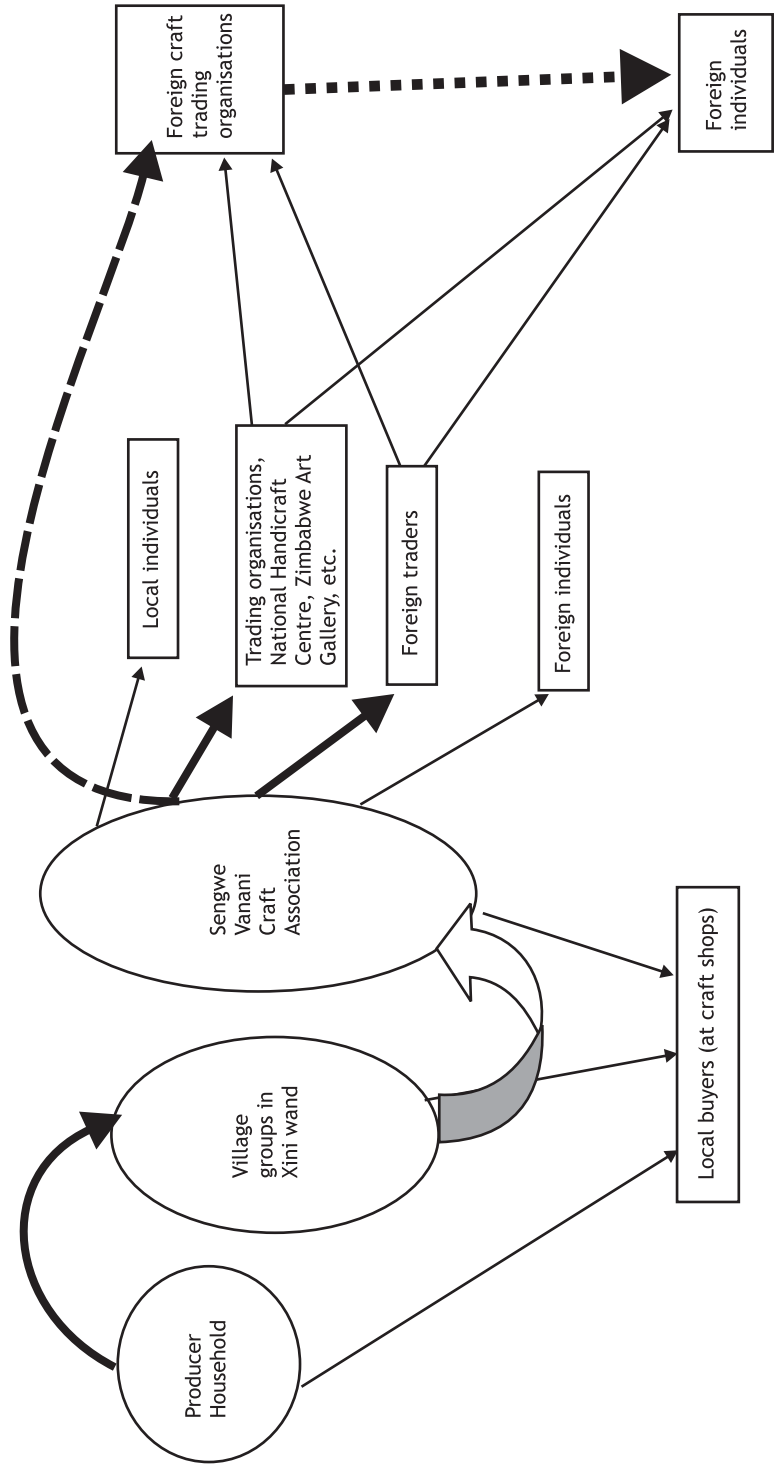 Producer
Household
Village
groups in
Xini wand
Sengwe
Vanani
Craft
Association
Local buyers (at craft shops)
Local individuals
Trading organisations,
National Handicraft
Centre, Zimbabwe Art
Gallery, etc.
Foreign traders
Foreign individuals
Foreign craft
trading
organisations
Foreign
individuals